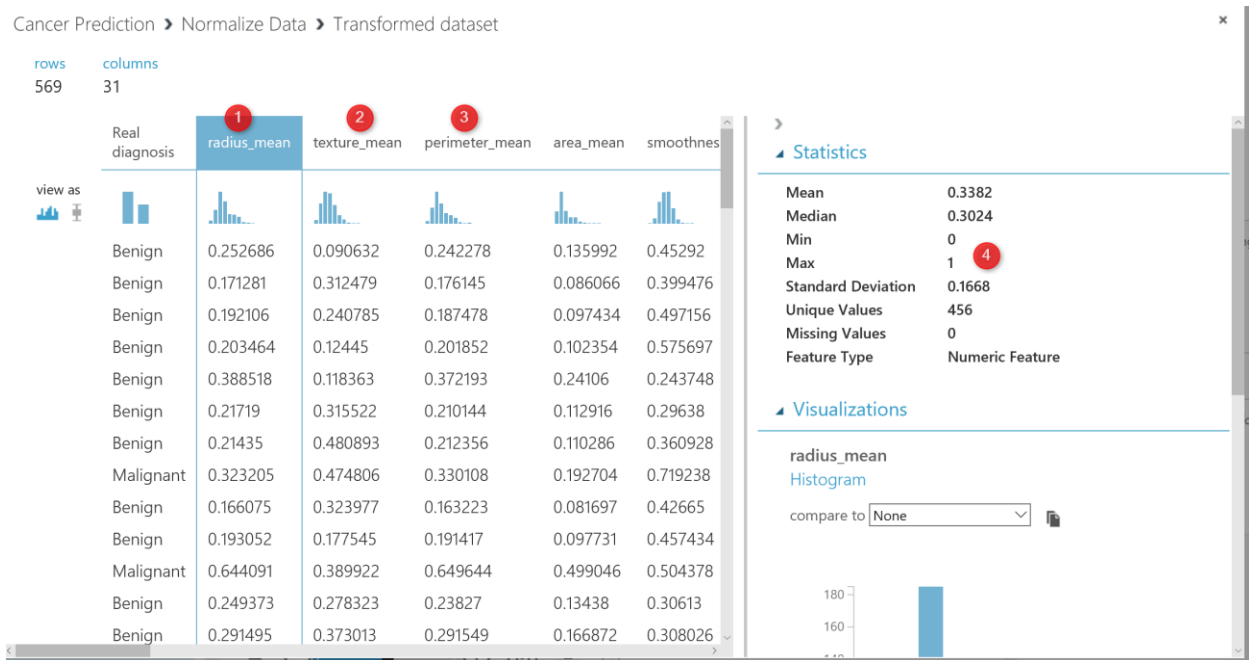 Cancer Prediction › Normalize Data › Transformed dataset ×
rows columns
569 31
Real diagnosis radius_mean texture_mean perimeter_mean area_mean smoothnes
1 2 3
view as
Benign 0.252686 0.090632 0.242278 0.135992 0.45292
Benign 0.171281 0.312479 0.176145 0.086066 0.399476
Benign 0.192106 0.240785 0.187478 0.097434 0.497156
Benign 0.203464 0.12445 0.201852 0.102354 0.575697
Benign 0.388518 0.118363 0.372193 0.24106 0.243748
Benign 0.21719 0.315522 0.210144 0.112916 0.29638
Benign 0.21435 0.480893 0.212356 0.110286 0.360928
Malignant 0.323205 0.474806 0.330108 0.192704 0.719238
Benign 0.166075 0.323977 0.163223 0.081697 0.42665
Benign 0.193052 0.177545 0.191417 0.097731 0.457434
Malignant 0.644091 0.389922 0.649644 0.499046 0.504378
Benign 0.249373 0.278323 0.23827 0.13438 0.30613
Benign 0.291495 0.373013 0.291549 0.166872 0.308026
Statistics
Mean 0.3382
Median 0.3024
Min 0
Max 1 4
Standard Deviation 0.1668
Unique Values 456
Missing Values 0
Feature Type Numeric Feature
Visualizations
radius_mean
Histogram
compare to None
180
160